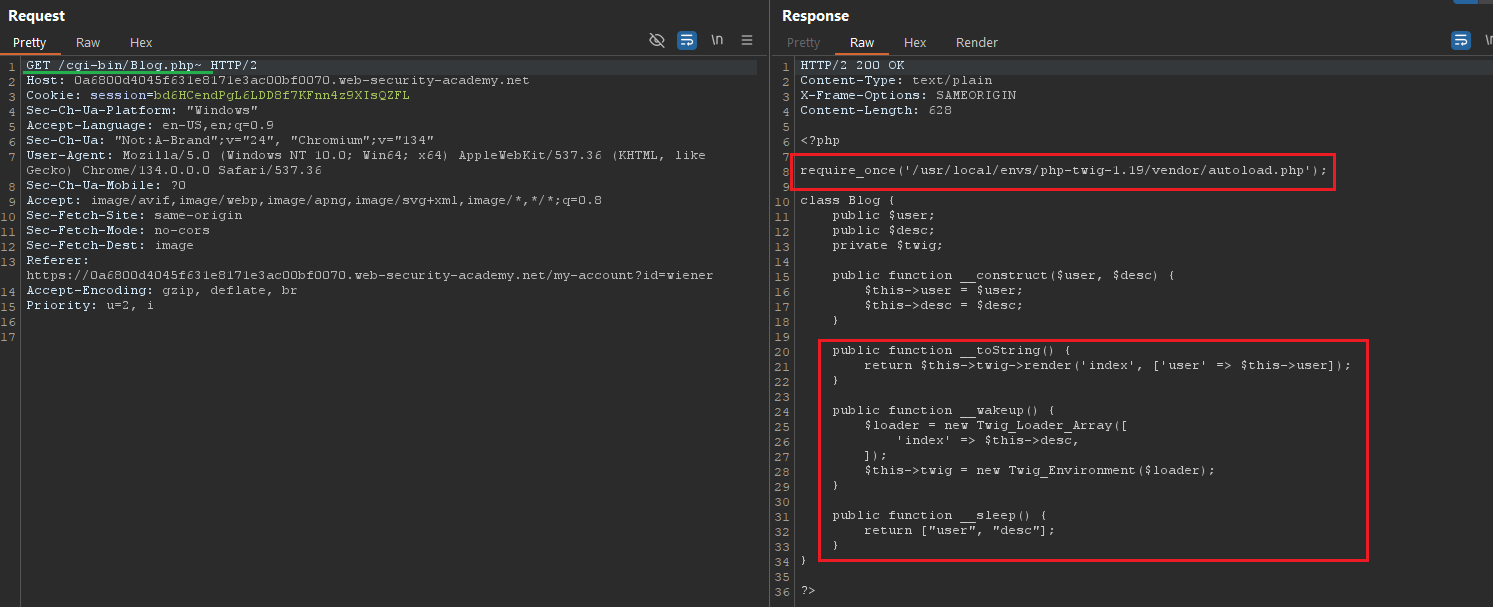 Request
Pretty Raw Hex
\n
1 GET /cgi-bin/Blog.php~ HTTP/2
2 Host: 0a6800d4045f631e8171e3ac00bf0070.web-security-academy.net
3 Cookie: session=bd6HCendPgL6LDD8f7KFnn4z9XIsQZFL
4 Sec-Ch-Ua-Platform: "Windows"
5 Accept-Language: en-US,en;q=0.9
6 Sec-Ch-Ua: "Not:A-Brand";v="24", "Chromium";v="134"
7 User-Agent: Mozilla/5.0 (Windows NT 10.0; Win64; x64) AppleWebKit/537.36 (KHTML, like
Gecko) Chrome/134.0.0.0 Safari/537.36
8 Sec-Ch-Ua-Mobile: ?0
9 Accept: image/avif,image/webp,image/apng,image/svg+xml,image/*,*/*;q=0.8
10 Sec-Fetch-Site: same-origin
11 Sec-Fetch-Mode: no-cors
12 Sec-Fetch-Dest: image
13 Referer:
https://0a6800d4045f631e8171e3ac00bf0070.web-security-academy.net/my-account?id=wiener
14 Accept-Encoding: gzip, deflate, br
15 Priority: u=2, i
16
17
Response
Pretty Raw Hex Render
1 HTTP/2 200 OK
2 Content-Type: text/plain
3 X-Frame-Options: SAMEORIGIN
4 Content-Length: 628
5
6 <?php
7
8 require_once('/usr/local/envs/php-twig-1.19/vendor/autoload.php');
9
10 class Blog {
11 public $user;
12 public $desc;
13 private $twig;
14
15 public function __construct($user, $desc) {
16 $this->user = $user;
17 $this->desc = $desc;
18 }
19
20 public function __toString() {
21 return $this->twig->render('index', ['user' => $this->user]);
22 }
23
24 public function __wakeup() {
25 $loader = new Twig_Loader_Array([
26 'index' => $this->desc,
27 ]);
28 $this->twig = new Twig_Environment($loader);
29 }
30
31 public function __sleep() {
32 return ["user", "desc"];
33 }
34 }
35
36 ?>